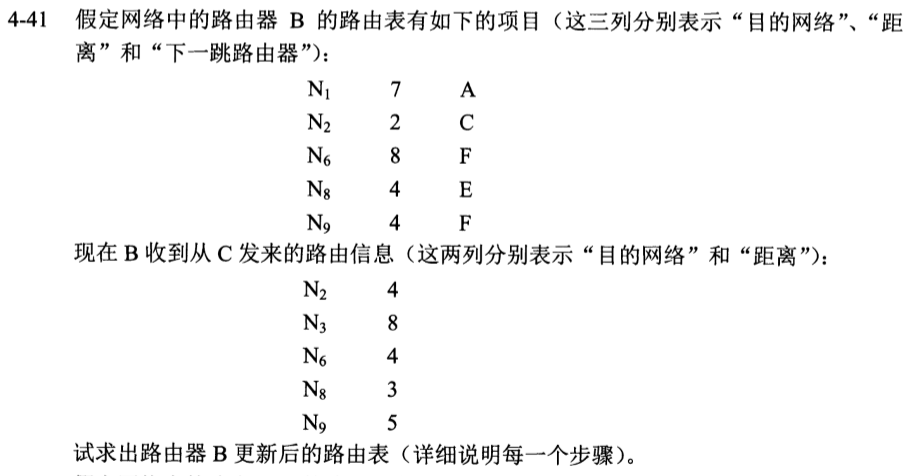 4-41 假定网络中的路由器 B 的路由表有如下的项目（这三列分别表示“目的网络”、“距
离”和“下一跳路由器”）：
N₁ 7 A
N₂ 2 C
N₆ 8 F
N₈ 4 E
N₉ 4 F
现在 B 收到从 C 发来的路由信息（这两列分别表示“目的网络”和“距离”）：
N₂ 4
N₃ 8
N₆ 4
N₈ 3
N₉ 5
试求出路由器 B 更新后的路由表（详细说明每一个步骤）。